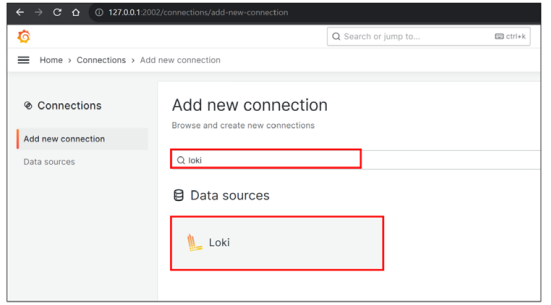 127.0.0.1:2002/connections/add-new-connection
Search or jump to...
ctrl+k
Home > Connections > Add new connection
Connections
Add new connection
Data sources
Add new connection
Browse and create new connections
loki
Data sources
Loki